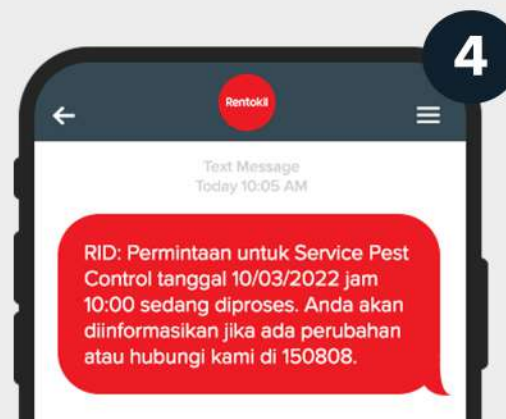 4
Rentokil
Text Message
Today 10:05 AM
RID: Permintaan untuk Service Pest
Control tanggal 10/03/2022 jam
10:00 sedang diproses. Anda akan
diinformasikan jika ada perubahan
atau hubungi kami di 150808.